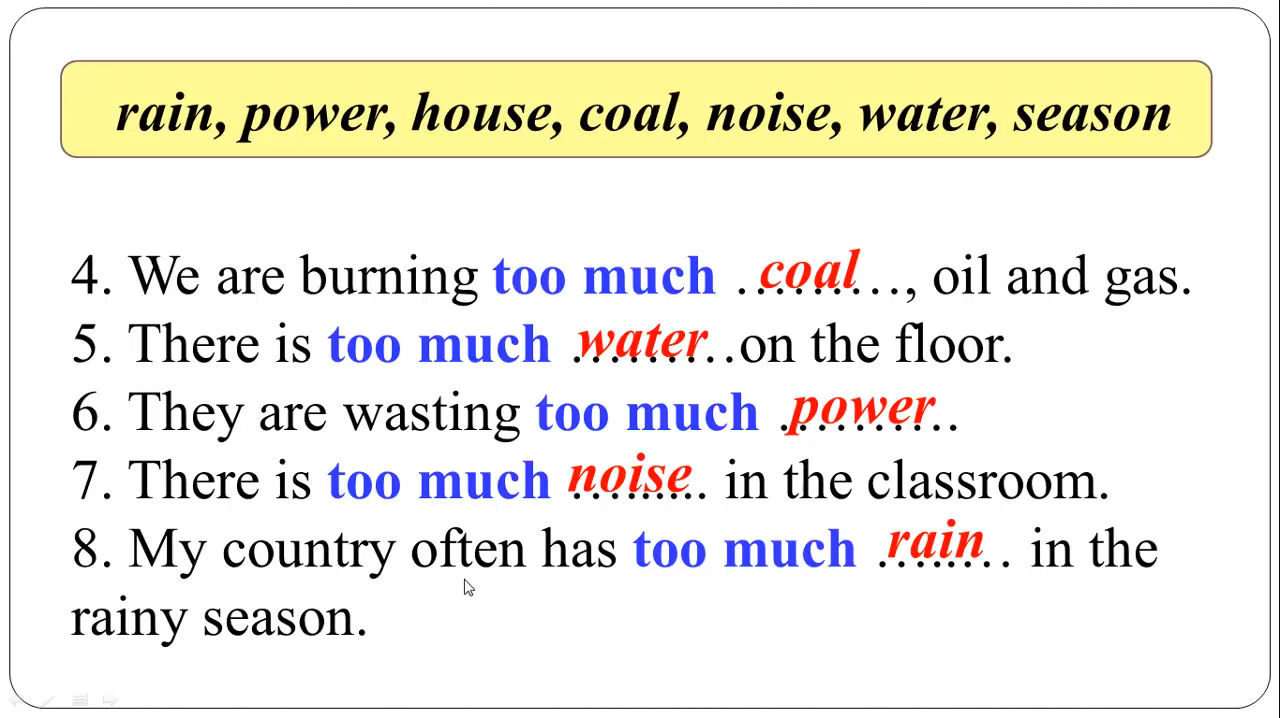 rain, power, house, coal, noise, water, season
4. We are burning too much ...coal......, oil and gas.
5. There is too much ...water......on the floor.
6. They are wasting too much ...power.......
7. There is too much ...noise.... in the classroom.
8. My country often has too much ...rain.... in the
rainy season.